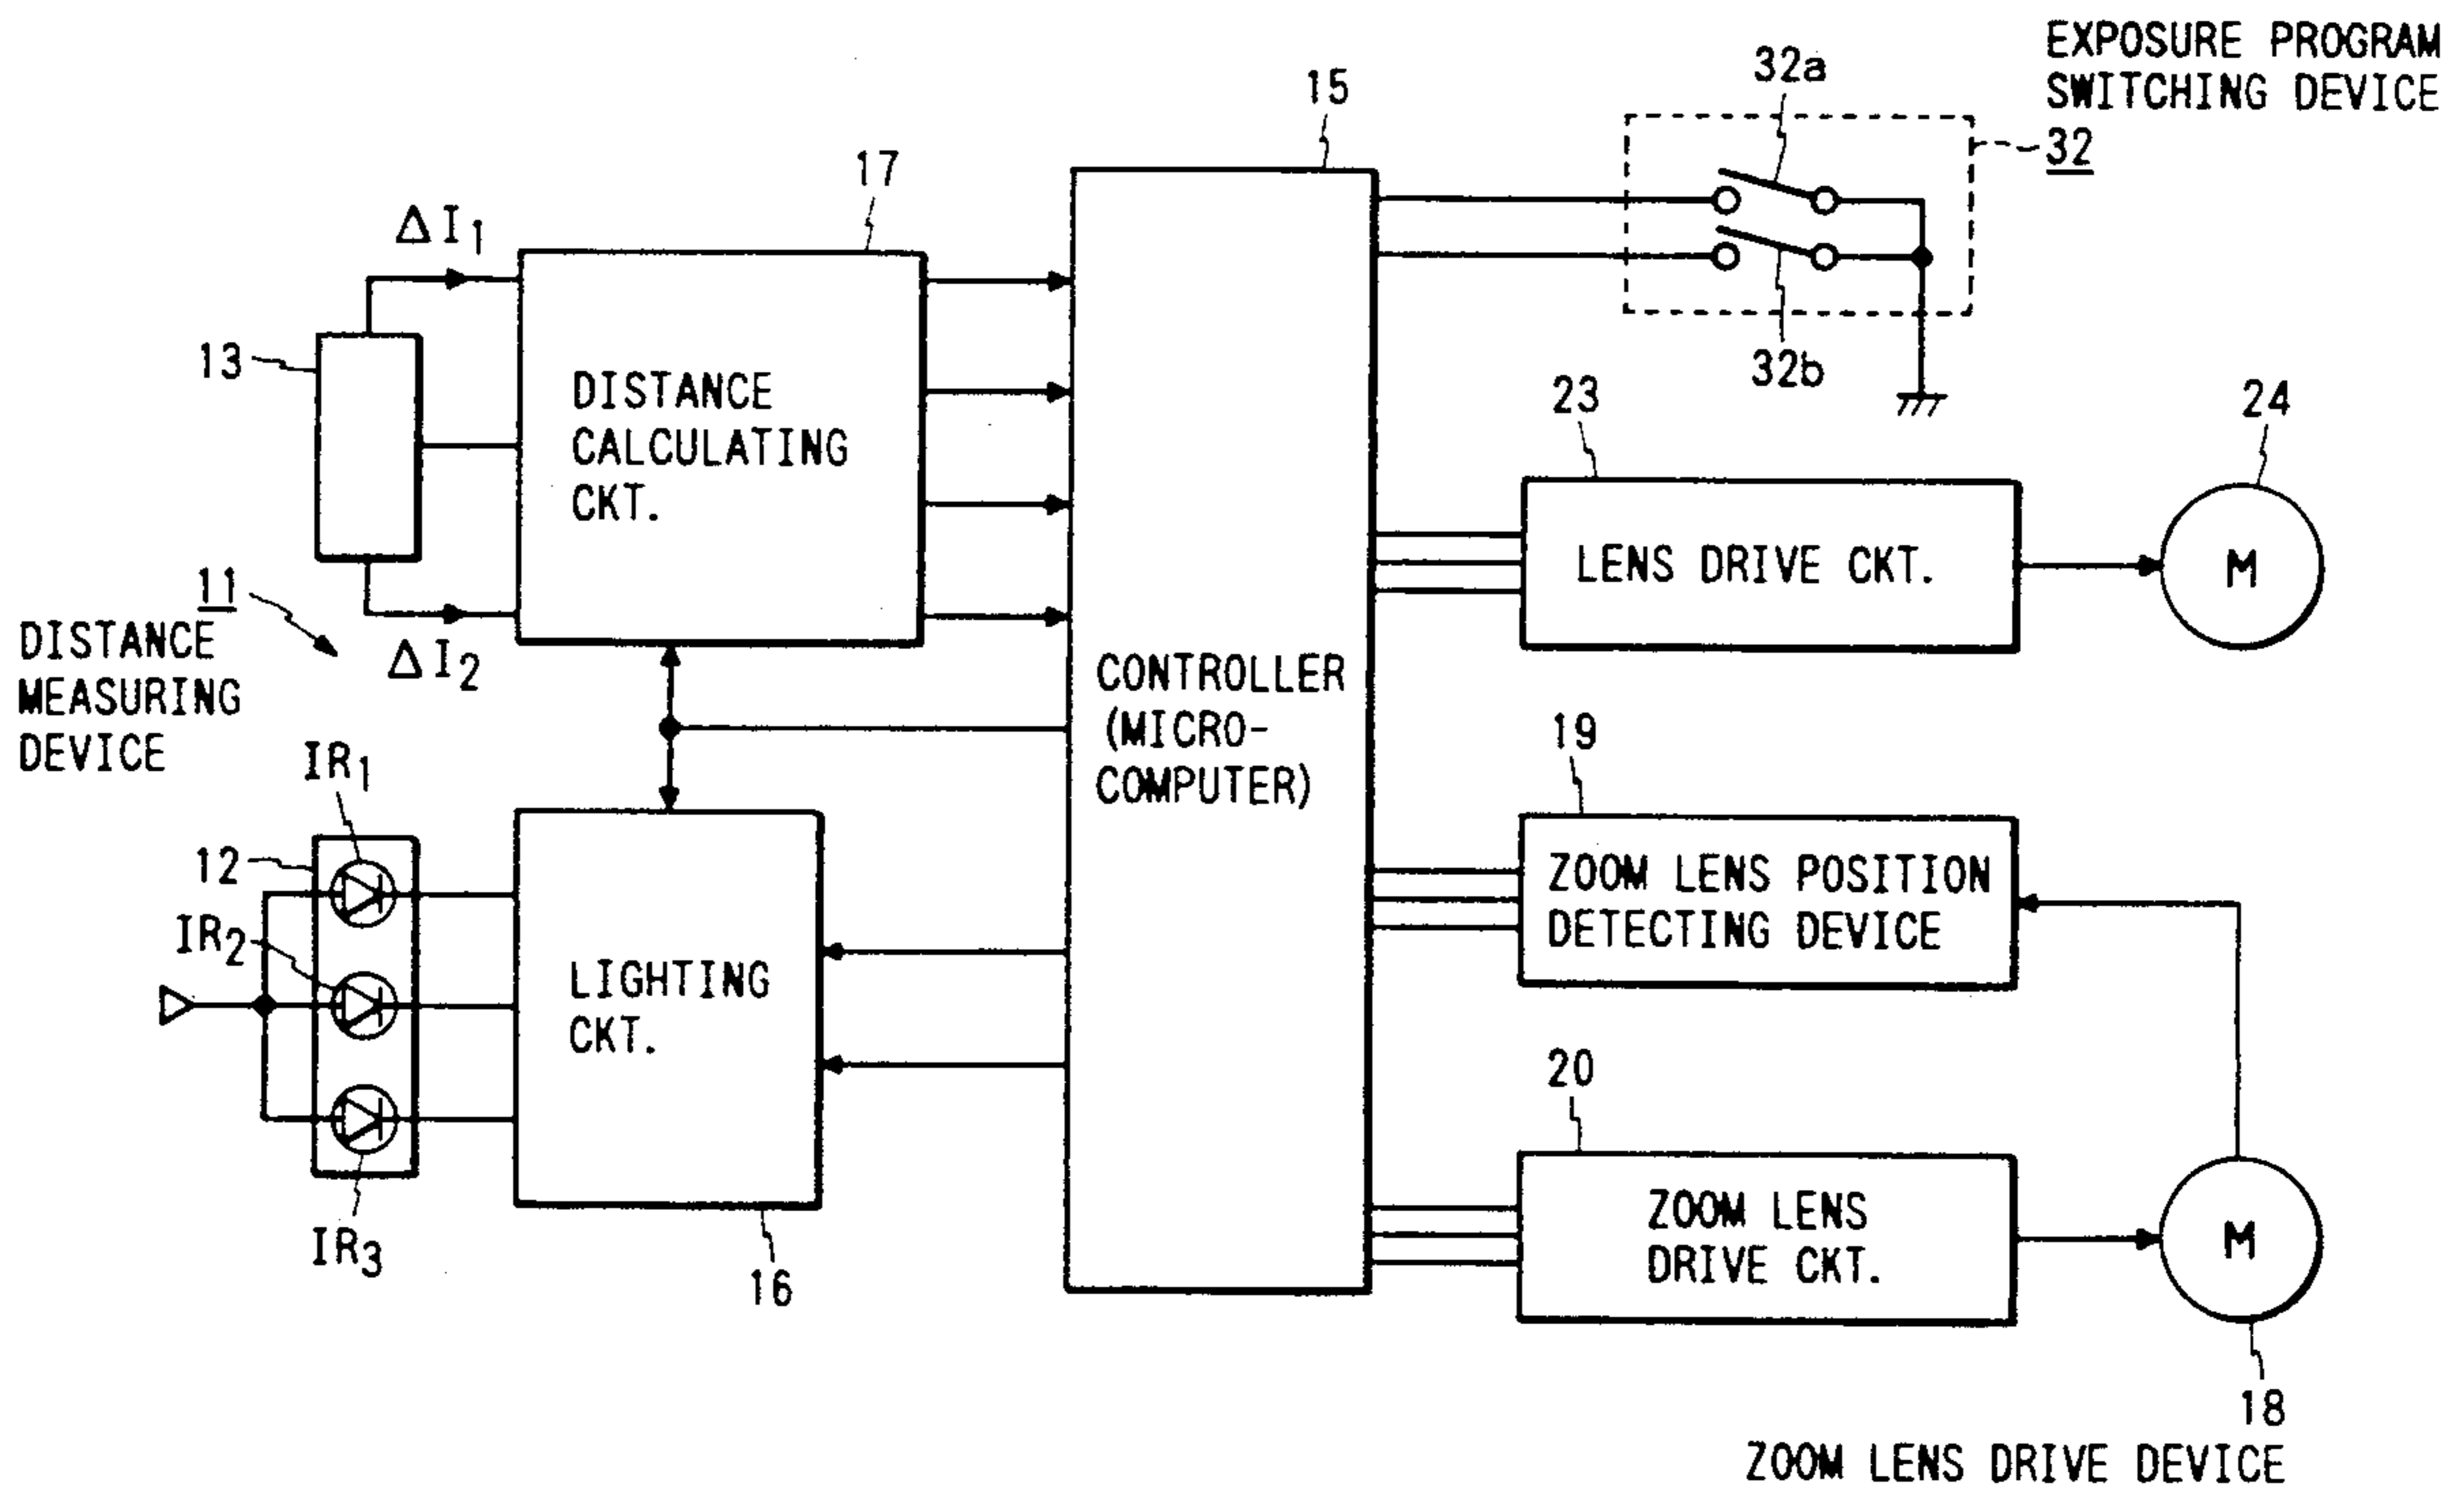 EXPOSURE PROGRAM
SWITCHING DEVICE
32
32a
32b
15
17
ΔI1
13
DISTANCE
CALCULATING
CKT.
11
DISTANCE
MEASURING
DEVICE
ΔI2
23
LENS DRIVE CKT.
24
M
CONTROLLER
(MICRO-
COMPUTER)
IR1
12
IR2
IR3
LIGHTING
CKT.
16
19
ZOOM LENS POSITION
DETECTING DEVICE
20
ZOOM LENS
DRIVE CKT.
M
18
ZOOM LENS DRIVE DEVICE